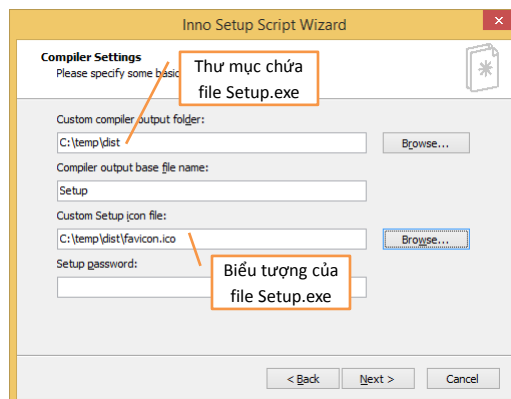 Inno Setup Script Wizard
Compiler Settings
Please specify some basic
Thư mục chứa
file Setup.exe
Custom compiler output folder:
C:\temp\dist
Browse...
Compiler output base file name:
Setup
Custom Setup icon file:
C:\temp\dist\favicon.ico
Browse...
Setup password:
Biểu tượng của
file Setup.exe
< Back
Next >
Cancel